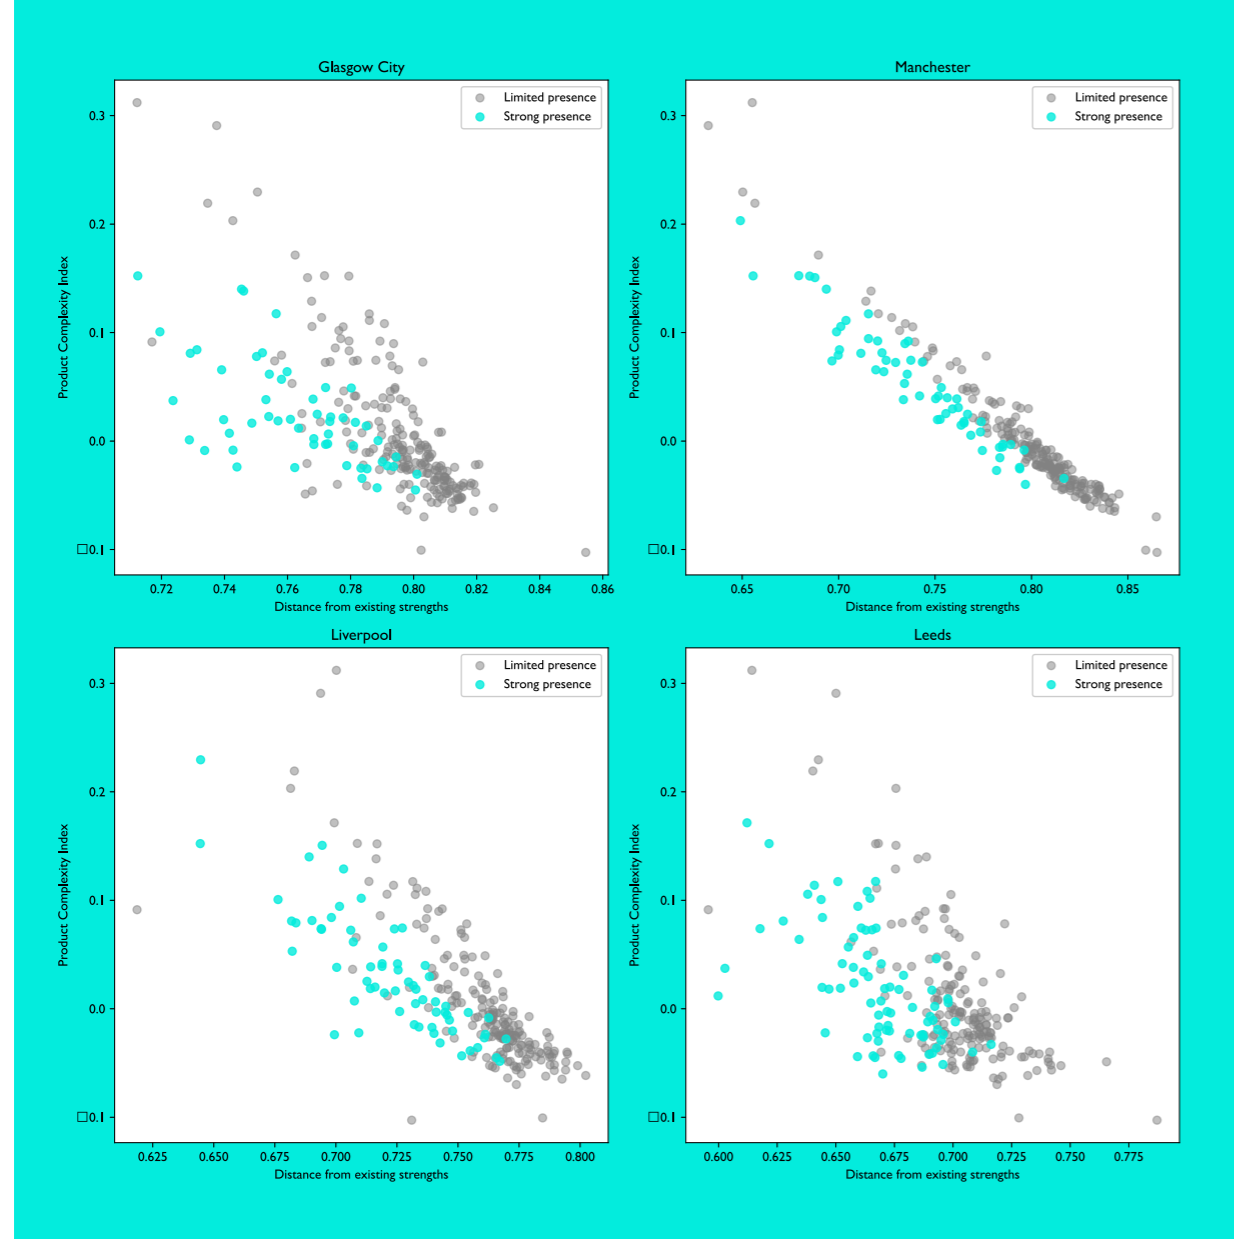 Glasgow City
Limited presence
Strong presence
Product Complexity Index
0.3
0.2
0.1
0.0
□0.1
0.72 0.74 0.76 0.78 0.80 0.82 0.84 0.86
Distance from existing strengths
Manchester
Limited presence
Strong presence
Product Complexity Index
0.3
0.2
0.1
0.0
□0.1
0.65 0.70 0.75 0.80 0.85
Distance from existing strengths
Liverpool
Limited presence
Strong presence
Product Complexity Index
0.3
0.2
0.1
0.0
□0.1
0.625 0.650 0.675 0.700 0.725 0.750 0.775 0.800
Distance from existing strengths
Leeds
Limited presence
Strong presence
Product Complexity Index
0.3
0.2
0.1
0.0
□0.1
0.600 0.625 0.650 0.675 0.700 0.725 0.750 0.775
Distance from existing strengths